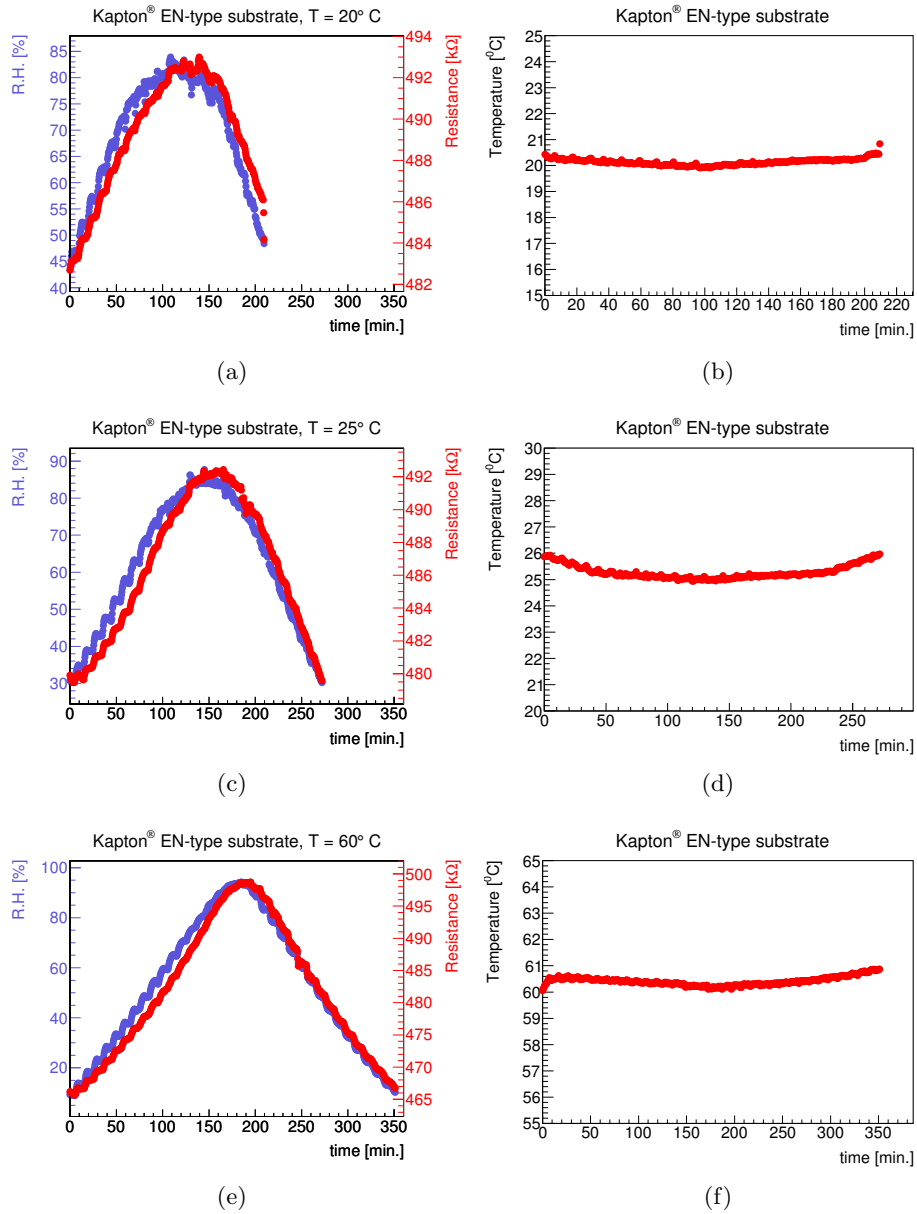 Kapton® EN-type substrate, T = 20° C
R.H. [%]
85
80
75
70
65
60
55
50
45
40
494
492
490
488
486
484
482
Resistance [kΩ]
0 50 100 150 200 250 300 350
time [min.]
(a)
Kapton® EN-type substrate
Temperature [⁰C]
25
24
23
22
21
20
19
18
17
16
15
0 20 40 60 80 100 120 140 160 180 200 220
time [min.]
(b)
Kapton® EN-type substrate, T = 25° C
R.H. [%]
90
80
70
60
50
40
30
492
490
488
486
484
482
480
Resistance [kΩ]
0 50 100 150 200 250 300 350
time [min.]
(c)
Kapton® EN-type substrate
Temperature [⁰C]
30
29
28
27
26
25
24
23
22
21
20
0 50 100 150 200 250
time [min.]
(d)
Kapton® EN-type substrate, T = 60° C
R.H. [%]
100
80
60
40
20
500
495
490
485
480
475
470
465
Resistance [kΩ]
0 50 100 150 200 250 300 350
time [min.]
(e)
Kapton® EN-type substrate
Temperature [⁰C]
65
64
63
62
61
60
59
58
57
56
55
0 50 100 150 200 250 300 350
time [min.]
(f)